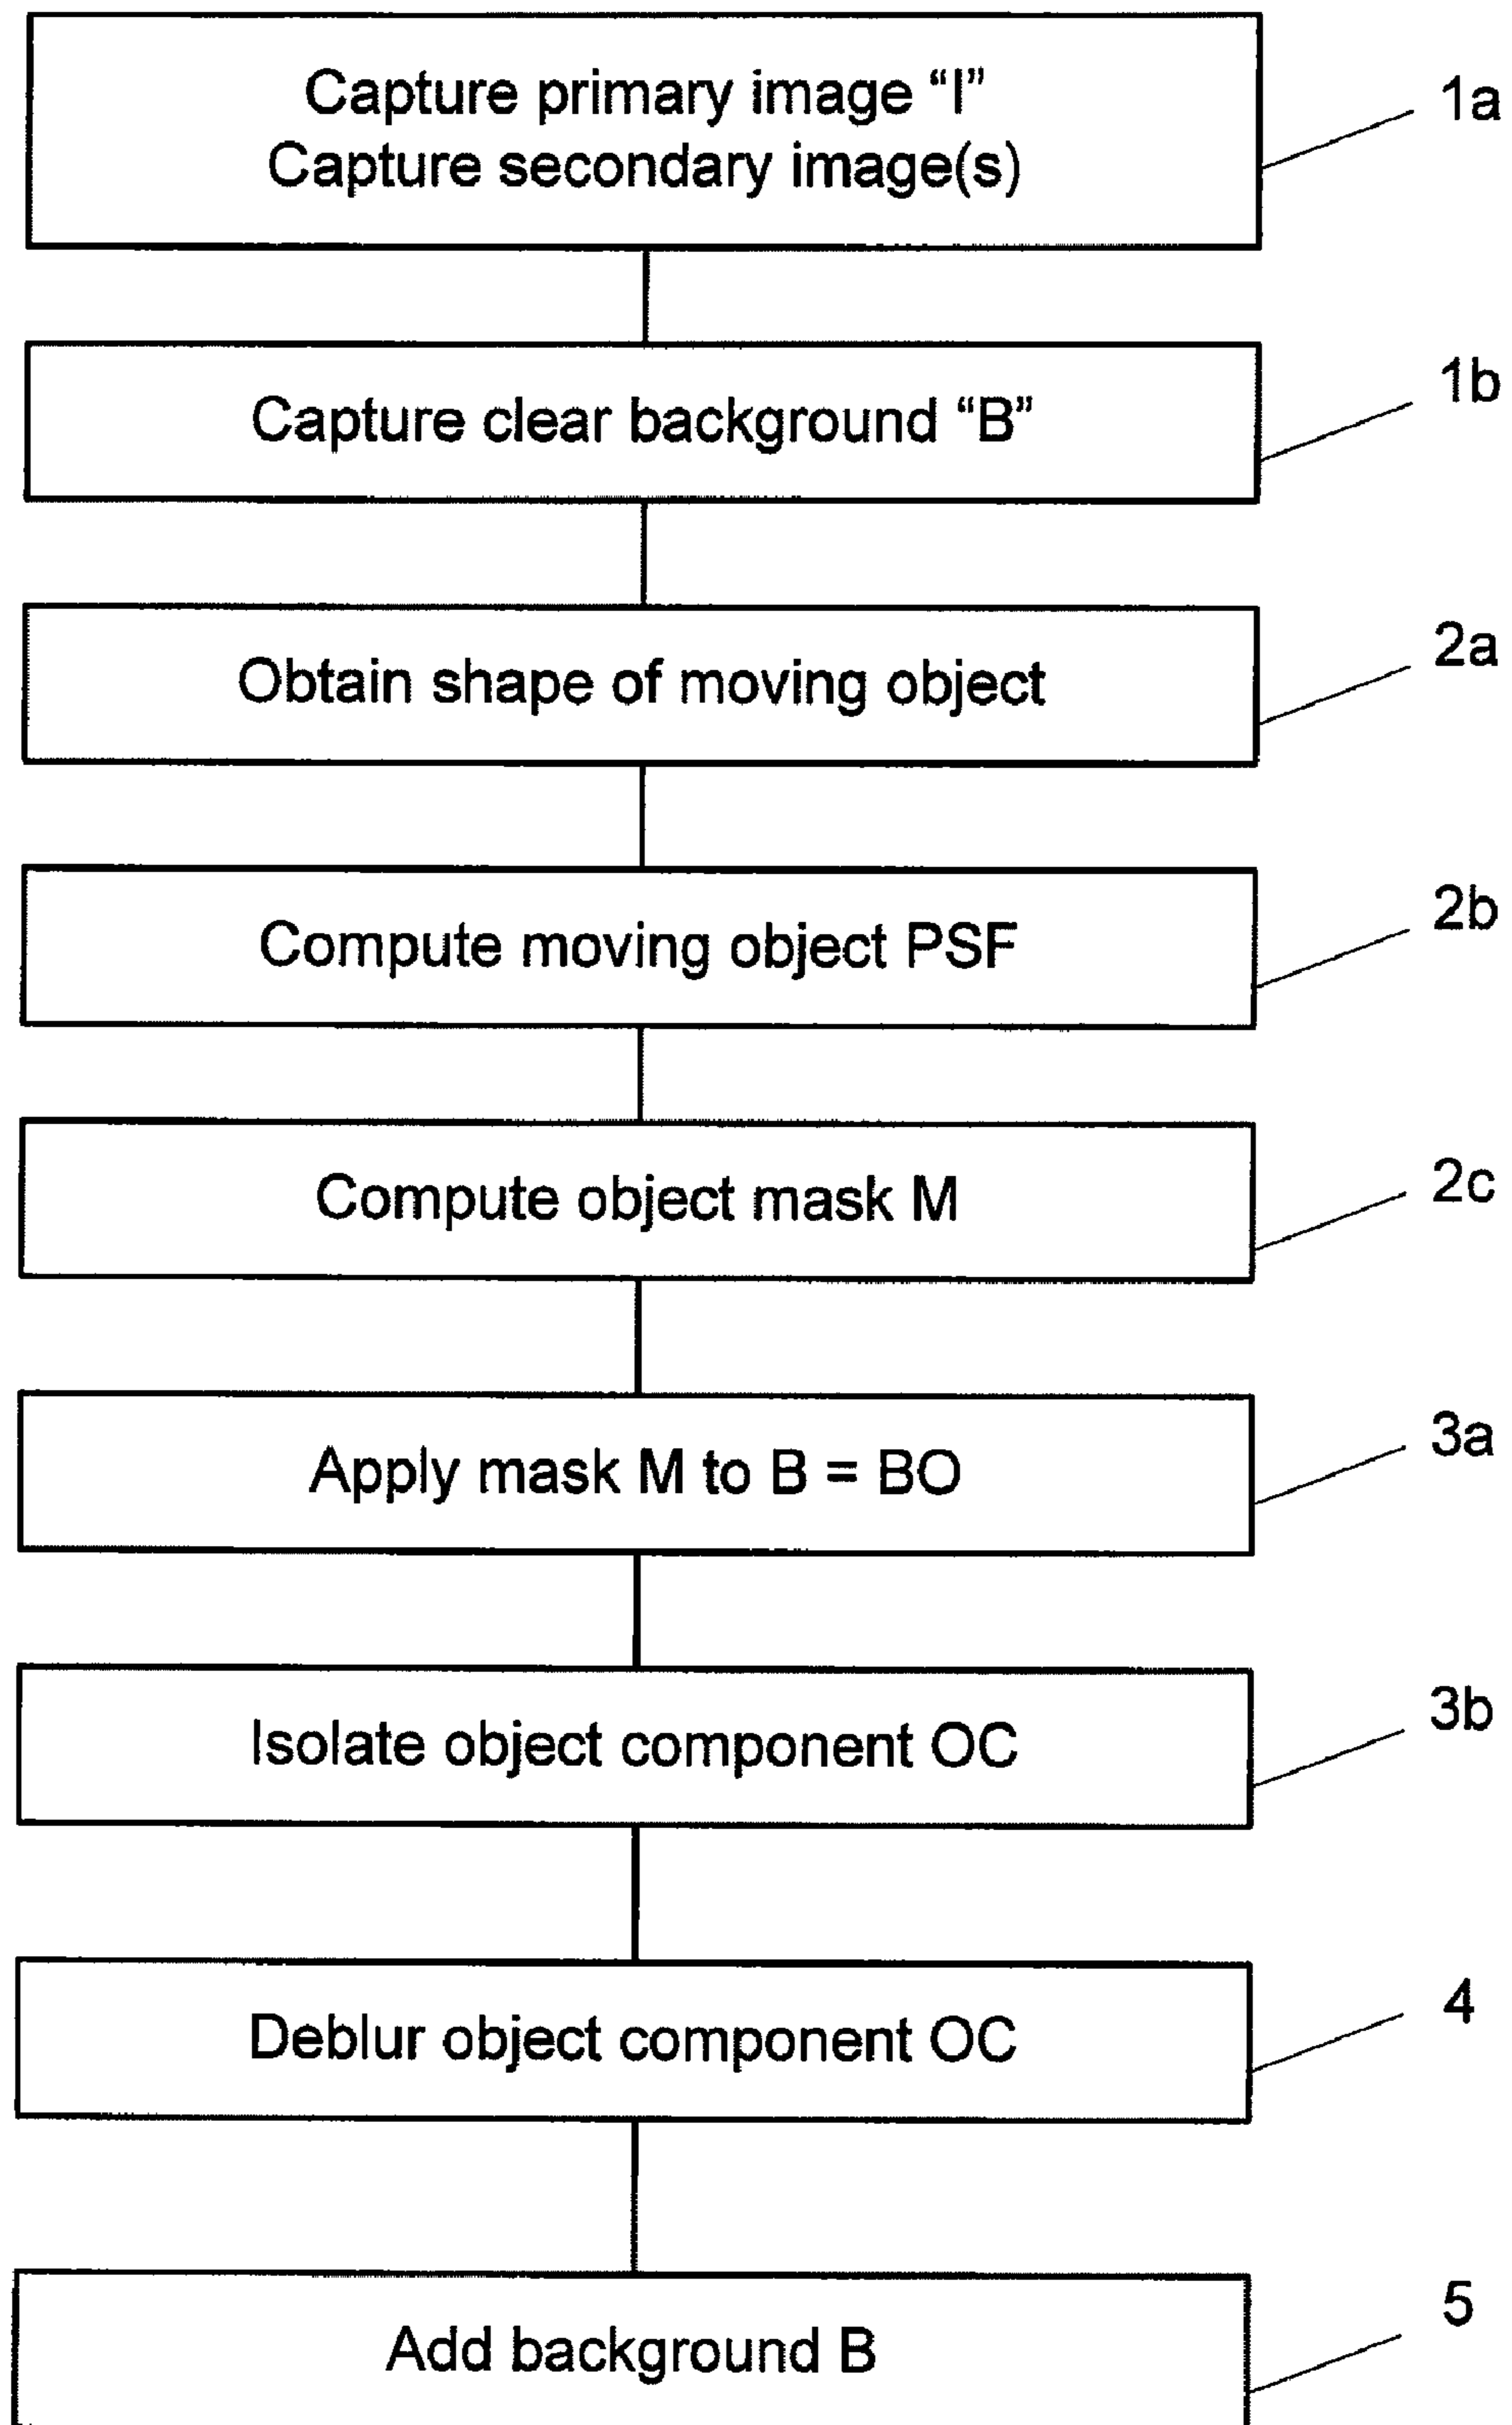 Capture primary image “I”
Capture secondary image(s)
1a
Capture clear background “B”
1b
Obtain shape of moving object
2a
Compute moving object PSF
2b
Compute object mask M
2c
Apply mask M to B = BO
3a
Isolate object component OC
3b
Deblur object component OC
4
Add background B
5